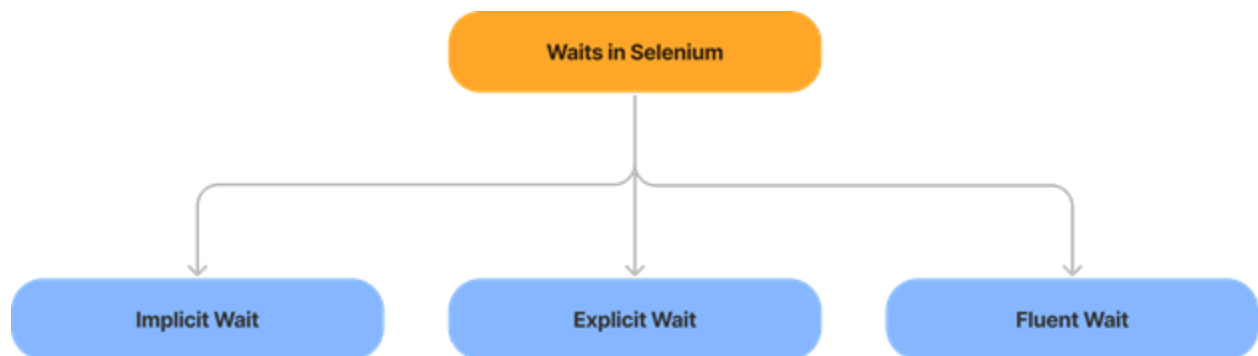 Waits in Selenium
Implicit Wait
Explicit Wait
Fluent Wait